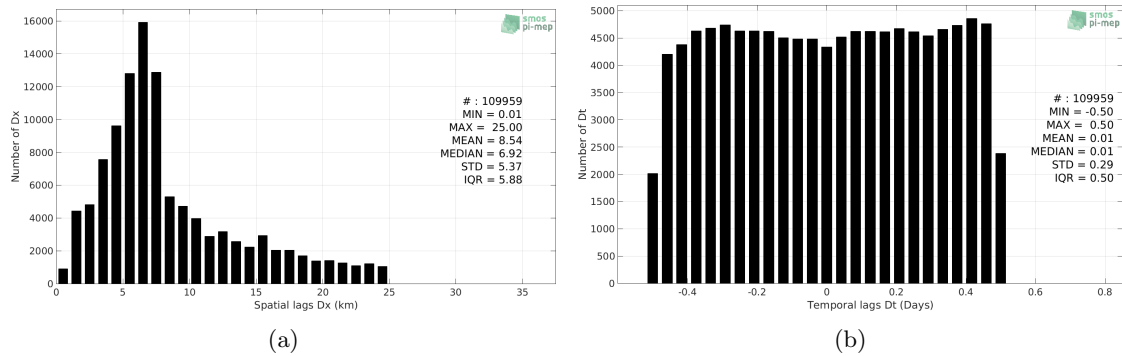 16000
14000
12000
10000
8000
6000
4000
2000
0
Number of Dx
0 5 10 15 20 25 30 35
Spatial lags Dx (km)
smos
pi-mep
# : 109959
MIN = 0.01
MAX = 25.00
MEAN = 8.54
MEDIAN = 6.92
STD = 5.37
IQR = 5.88
(a)
5000
4500
4000
3500
3000
2500
2000
1500
1000
500
0
Number of Dt
-0.4 -0.2 0 0.2 0.4 0.6 0.8
Temporal lags Dt (Days)
smos
pi-mep
# : 109959
MIN = -0.50
MAX = 0.50
MEAN = 0.01
MEDIAN = 0.01
STD = 0.29
IQR = 0.50
(b)